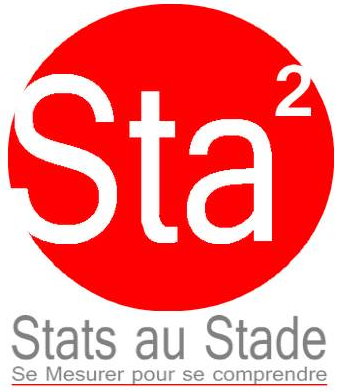 Sta²
Stats au Stade
Se Mesurer pour se comprendre